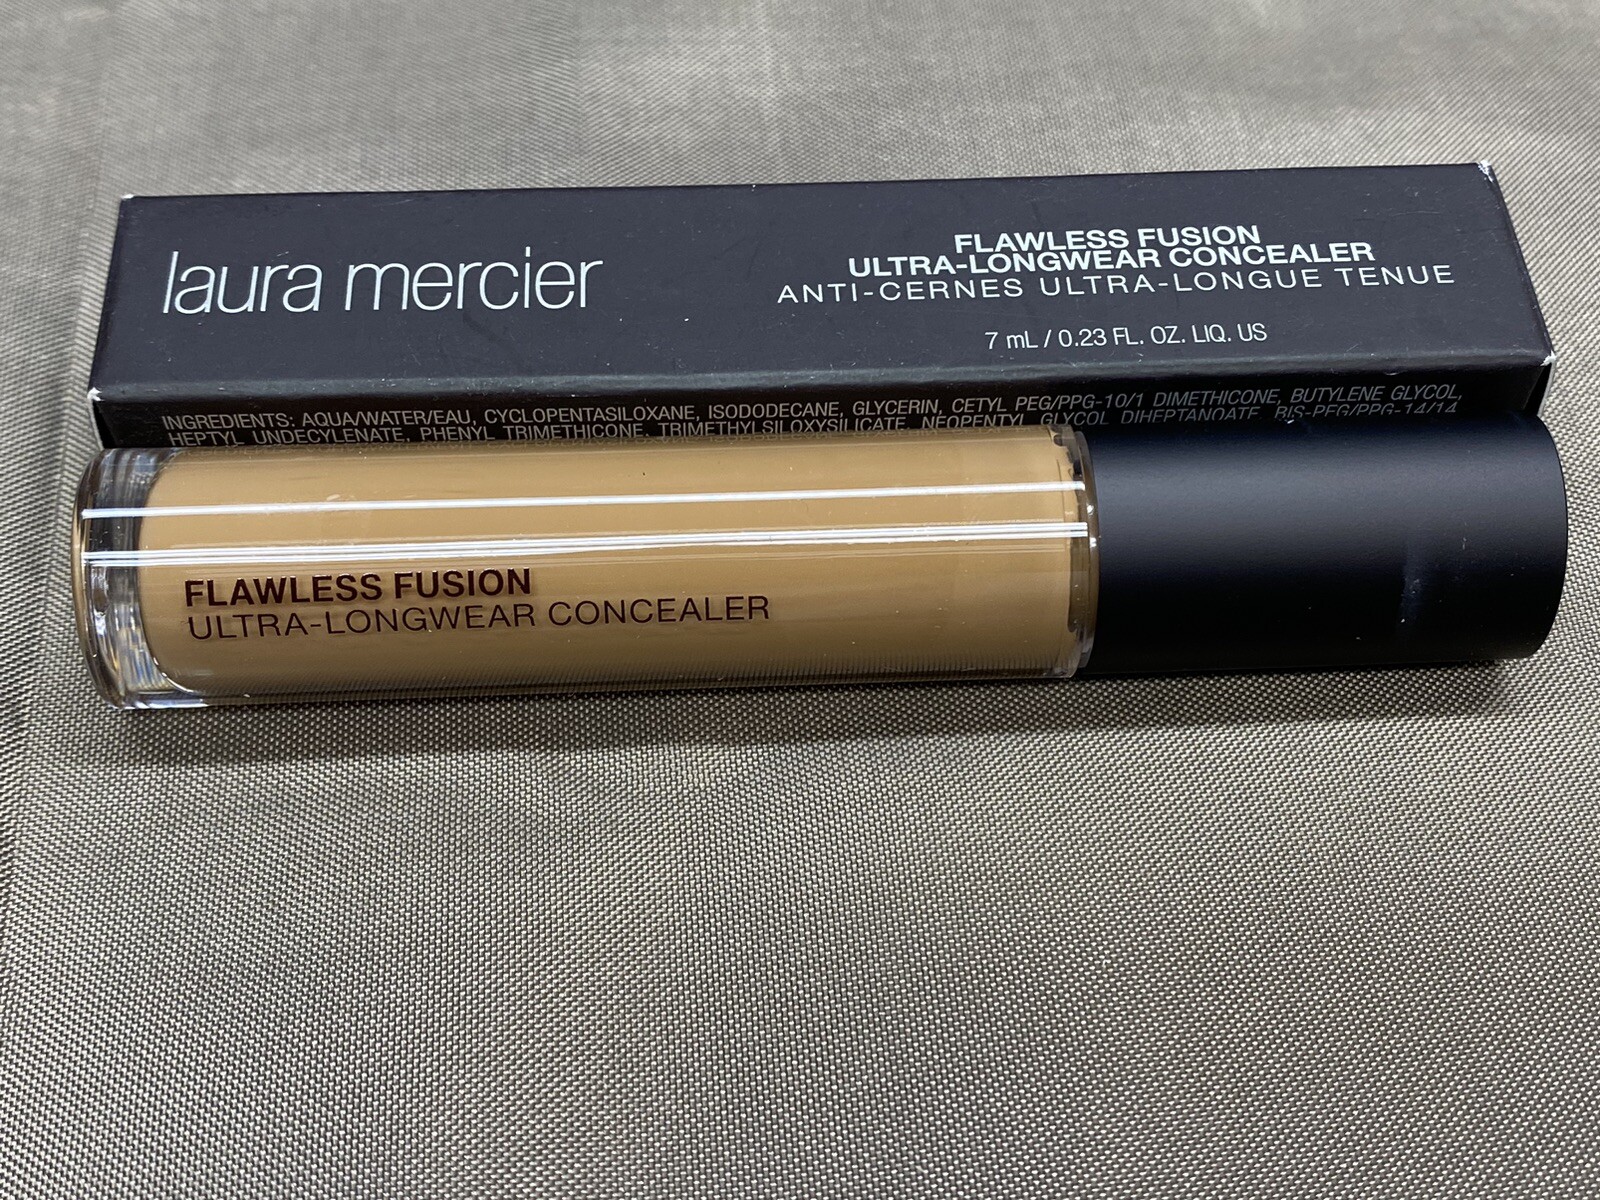 laura mercier
FLAWLESS FUSION
ULTRA-LONGWEAR CONCEALER
ANTI-CERNES ULTRA-LONGUE TENUE
7 mL / 0.23 FL. OZ. LIQ. US
INGREDIENTS: AQUA/WATER/EAU, CYCLOPENTASILOXANE, ISODODECANE, GLYCERIN, CETYL PEG/PPG-10/1 DIMETHICONE, BUTYLENE GLYCOL,
HEPTYL UNDECYLENATE, PHENYL TRIMETHICONE, TRIMETHYLSILOXYSILICATE, NEOPENTYL GLYCOL DIHEPTANOATE, BIS-PEG/PPG-14/14
FLAWLESS FUSION
ULTRA-LONGWEAR CONCEALER